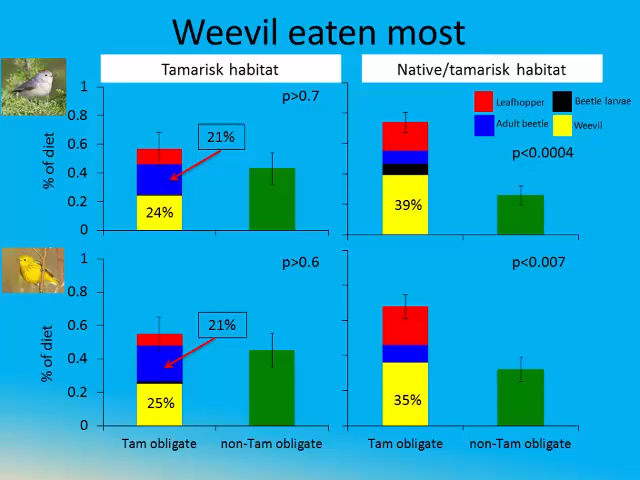 Weevil eaten most
Tamarisk habitat
Native/tamarisk habitat
% of diet
1
0.8
0.6
0.4
0.2
0
p>0.7
21%
24%
Leafhopper
Beetle larvae
Adult beetle
Weevil
p<0.0004
39%
% of diet
1
0.8
0.6
0.4
0.2
0
p>0.6
21%
25%
p<0.007
35%
Tam obligate
non-Tam obligate
Tam obligate
non-Tam obligate